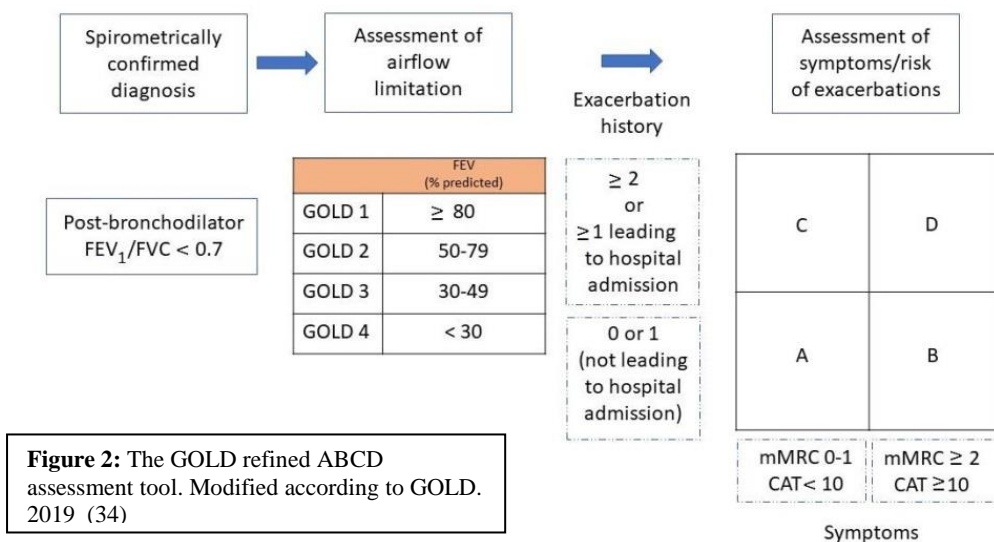 Spirometrically
confirmed
diagnosis
Assessment of
airflow
limitation
Exacerbation
history
Assessment of
symptoms/risk
of exacerbations
Post-bronchodilator
FEV₁/FVC < 0.7
FEV
(% predicted)
GOLD 1 ≥ 80
GOLD 2 50-79
GOLD 3 30-49
GOLD 4 < 30
≥ 2
or
≥1 leading
to hospital
admission
0 or 1
(not leading
to hospital
admission)
C D
A B
mMRC 0-1
CAT< 10
mMRC ≥ 2
CAT ≥10
Symptoms
Figure 2: The GOLD refined ABCD
assessment tool. Modified according to GOLD.
2019 (34)